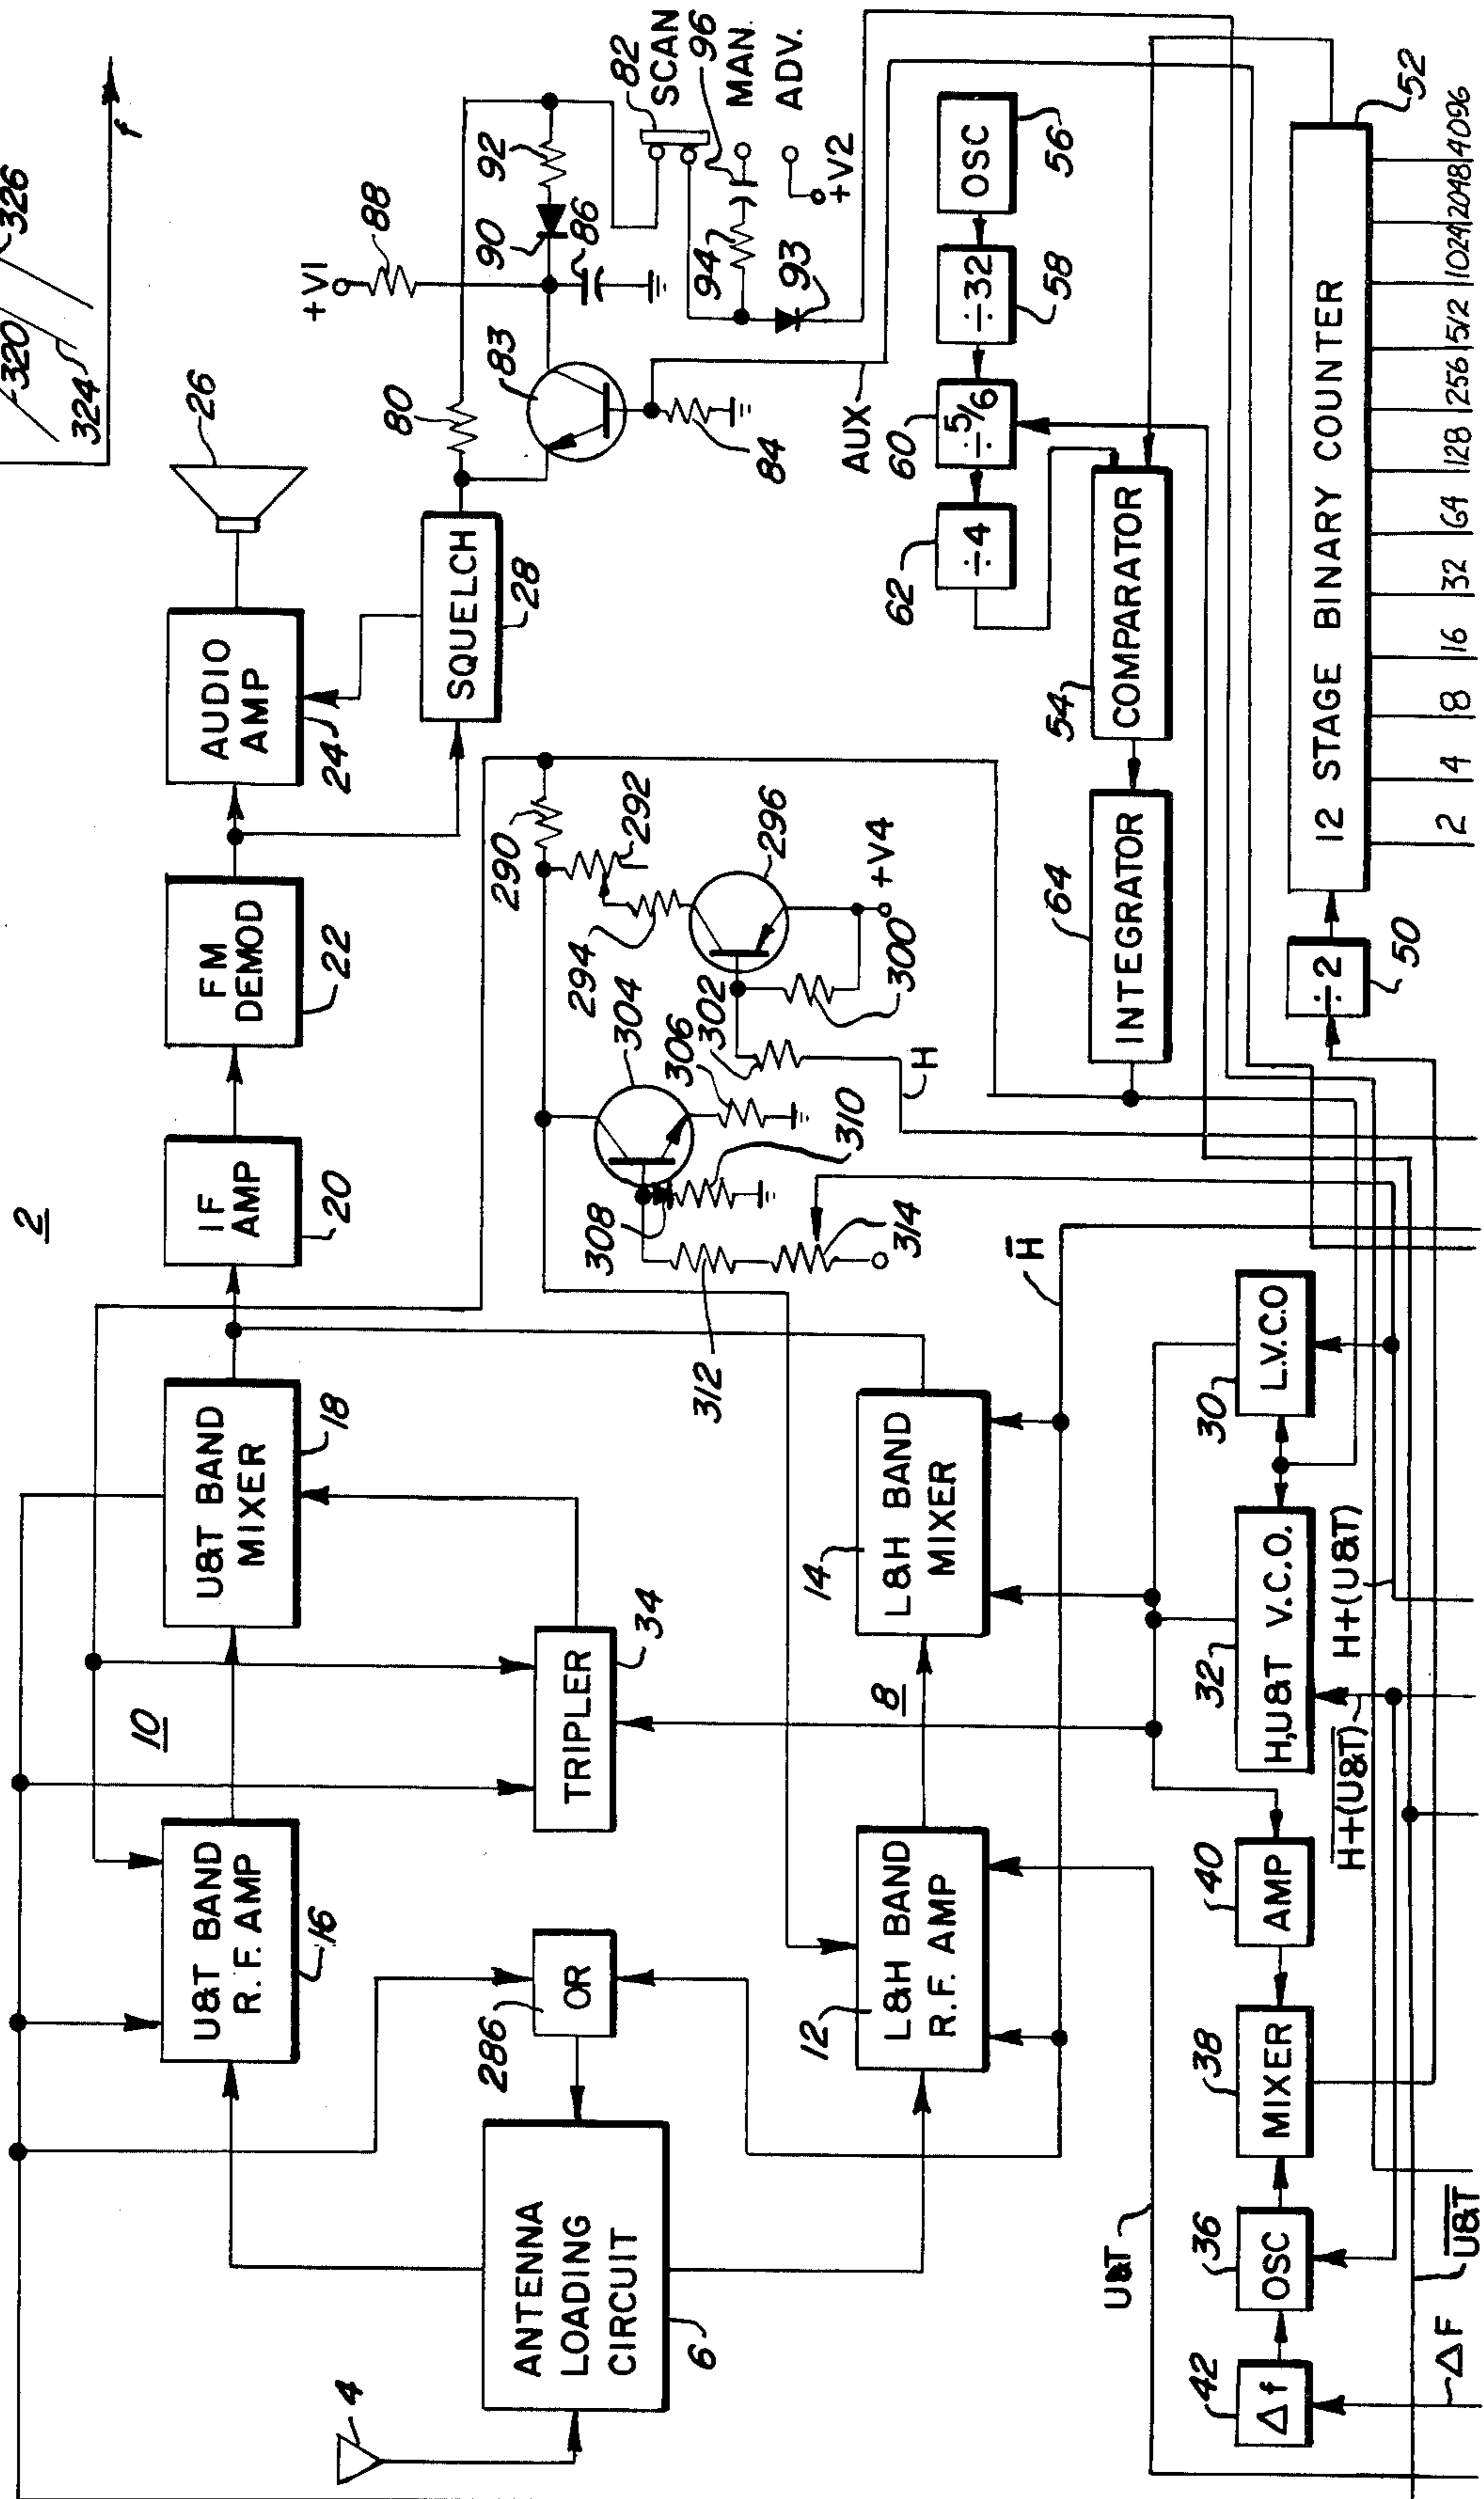 2
320
326
324
f
4
ANTENNA
LOADING
CIRCUIT
6
10
U&T BAND
R.F. AMP
16
U&T BAND
MIXER
18
IF
AMP
20
FM
DEMOD
22
AUDIO
AMP
24
26
SQUELCH
28
286
OR
TRIPLER
34
12
L&H BAND
R.F. AMP
8
14
L&H BAND
MIXER
312
314
308
310
304
306
302
300
294
290
292
296
+V4
H
H̅
80
83
84
+V1
88
90
92
86
82
SCAN
96
MAN.
ADV.
94
93
+V2
AUX
OSC
56
÷32
58
÷5/6
60
÷4
62
COMPARATOR
54
INTEGRATOR
64
U&T
42
Δf
36
OSC
38
MIXER
40
AMP
32
H,U&T V.C.O.
30
L.V.C.O
H+(U&T)
H+(U&T)
ΔF
U&T
÷2
50
12 STAGE BINARY COUNTER
52
2 4 8 16 32 64 128 256 512 1024 2048 4096